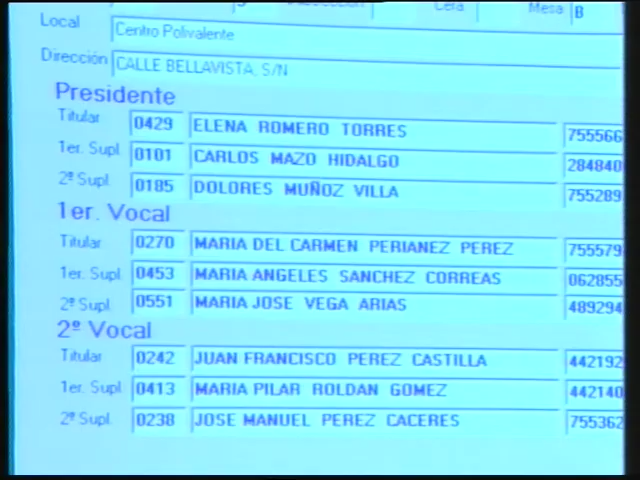 Mesa B
Local Centro Polivalente
Dirección CALLE BELLAVISTA, S/N
Presidente
Titular 0429 ELENA ROMERO TORRES 755566
1er. Supl. 0101 CARLOS MAZO HIDALGO 284840
2º Supl. 0185 DOLORES MUÑOZ VILLA 755289
1er. Vocal
Titular 0270 MARIA DEL CARMEN PERIANEZ PEREZ 755579
1er. Supl. 0453 MARIA ANGELES SANCHEZ CORREAS 062855
2º Supl. 0551 MARIA JOSE VEGA ARIAS 489294
2º Vocal
Titular 0242 JUAN FRANCISCO PEREZ CASTILLA 442192
1er. Supl. 0413 MARIA PILAR ROLDAN GOMEZ 442140
2º Supl. 0238 JOSE MANUEL PEREZ CACERES 755362